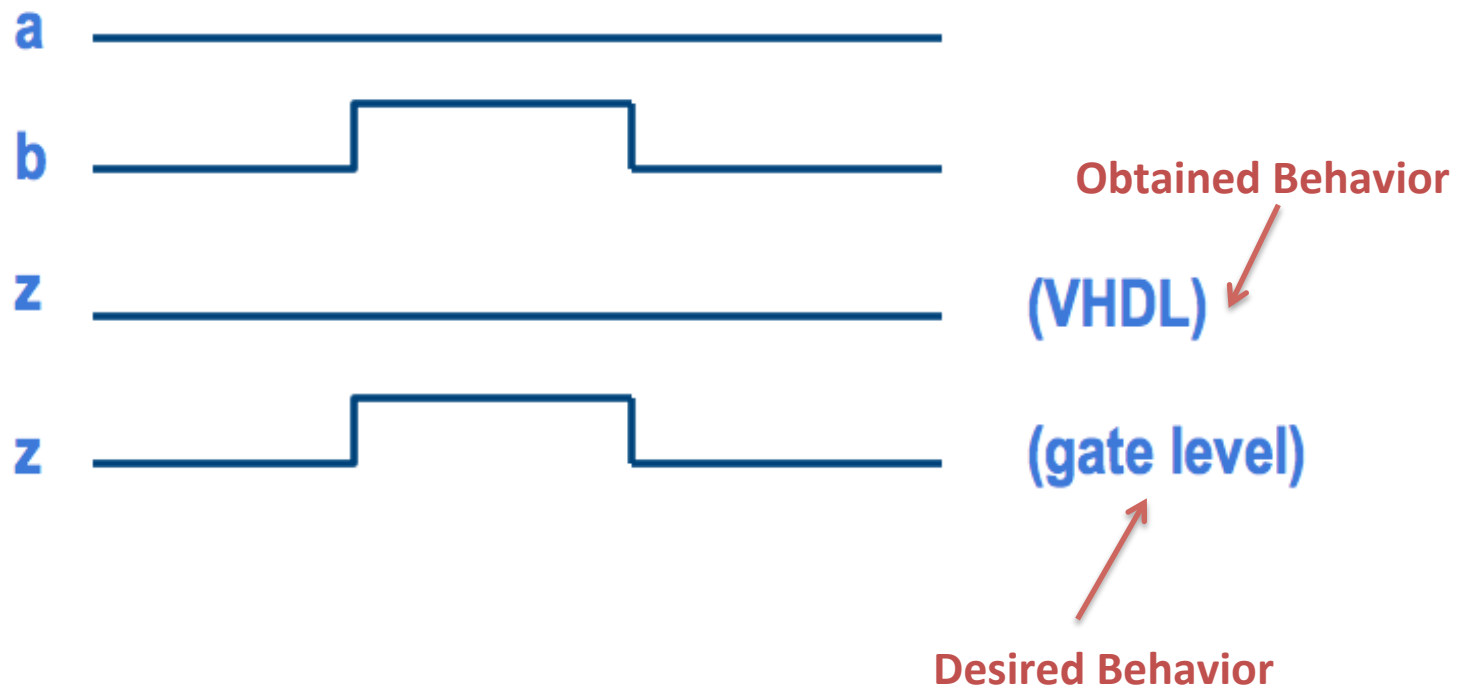 a
b
Obtained Behavior
z
(VHDL)
z
(gate level)
Desired Behavior